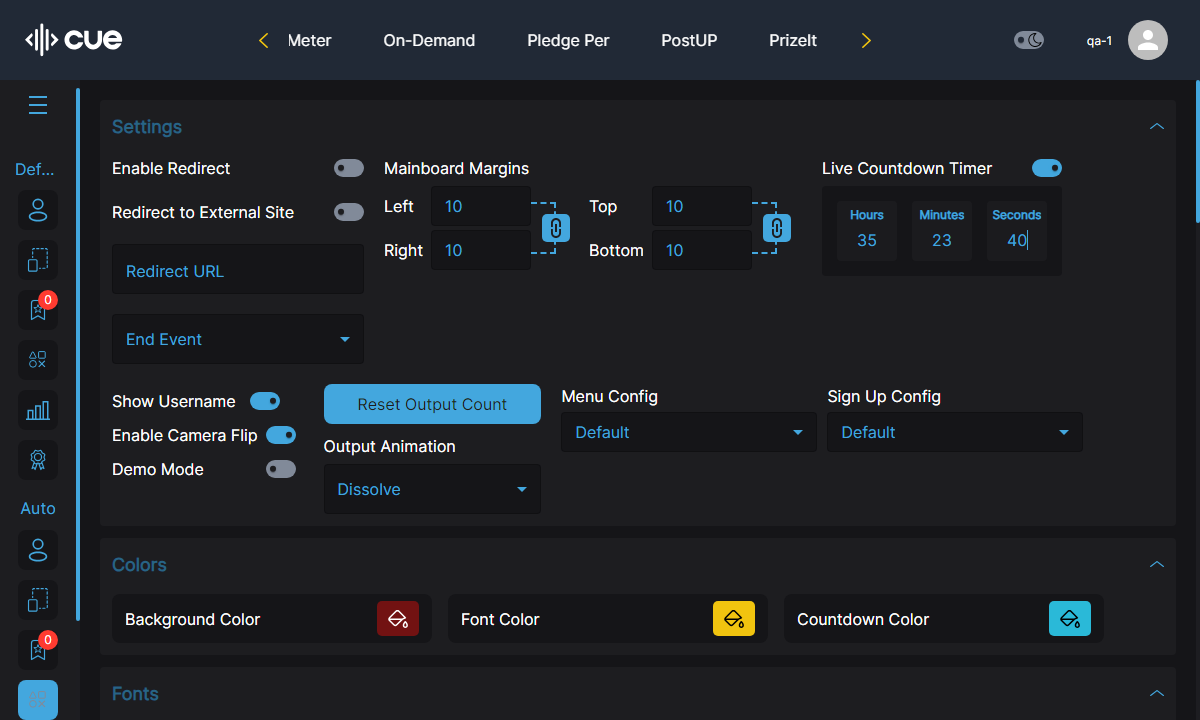 cue
Meter
On-Demand
Pledge Per
PostUP
PrizeIt
qa-1
Def...
0
Auto
0
Settings
Enable Redirect
Redirect to External Site
Redirect URL
End Event
Mainboard Margins
Left 10
Right 10
Top 10
Bottom 10
Live Countdown Timer
Hours Minutes Seconds
35 23 40
Show Username
Enable Camera Flip
Demo Mode
Reset Output Count
Output Animation
Dissolve
Menu Config
Default
Sign Up Config
Default
Colors
Background Color
Font Color
Countdown Color
Fonts